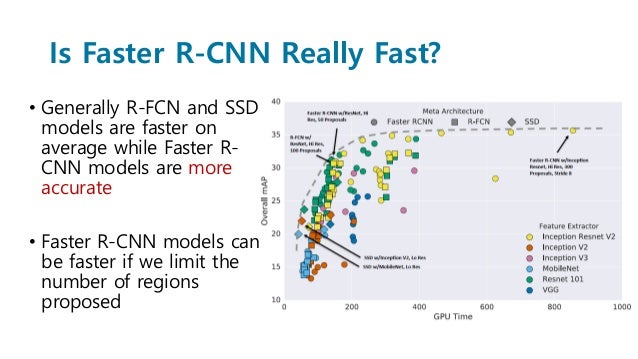 Is Faster R-CNN Really Fast?
• Generally R-FCN and SSD
models are faster on
average while Faster R-
CNN models are more
accurate
• Faster R-CNN models can
be faster if we limit the
number of regions
proposed
Meta Architecture
Faster RCNN R-FCN SSD
Faster R-CNN w/ResNet, Hi
Res, 50 Proposals
R-FCN w/
ResNet, Hi Res,
100 Proposals
Faster R-CNN w/Inception
Resnet, Hi Res, 300
Proposals, Stride 8
SSD w/Inception V2, Lo Res
SSD w/MobileNet, Lo Res
Feature Extractor
Inception Resnet V2
Inception V2
Inception V3
MobileNet
Resnet 101
VGG
Overall mAP
40
35
30
25
20
15
10
0 200 400 600 800 1000
GPU Time